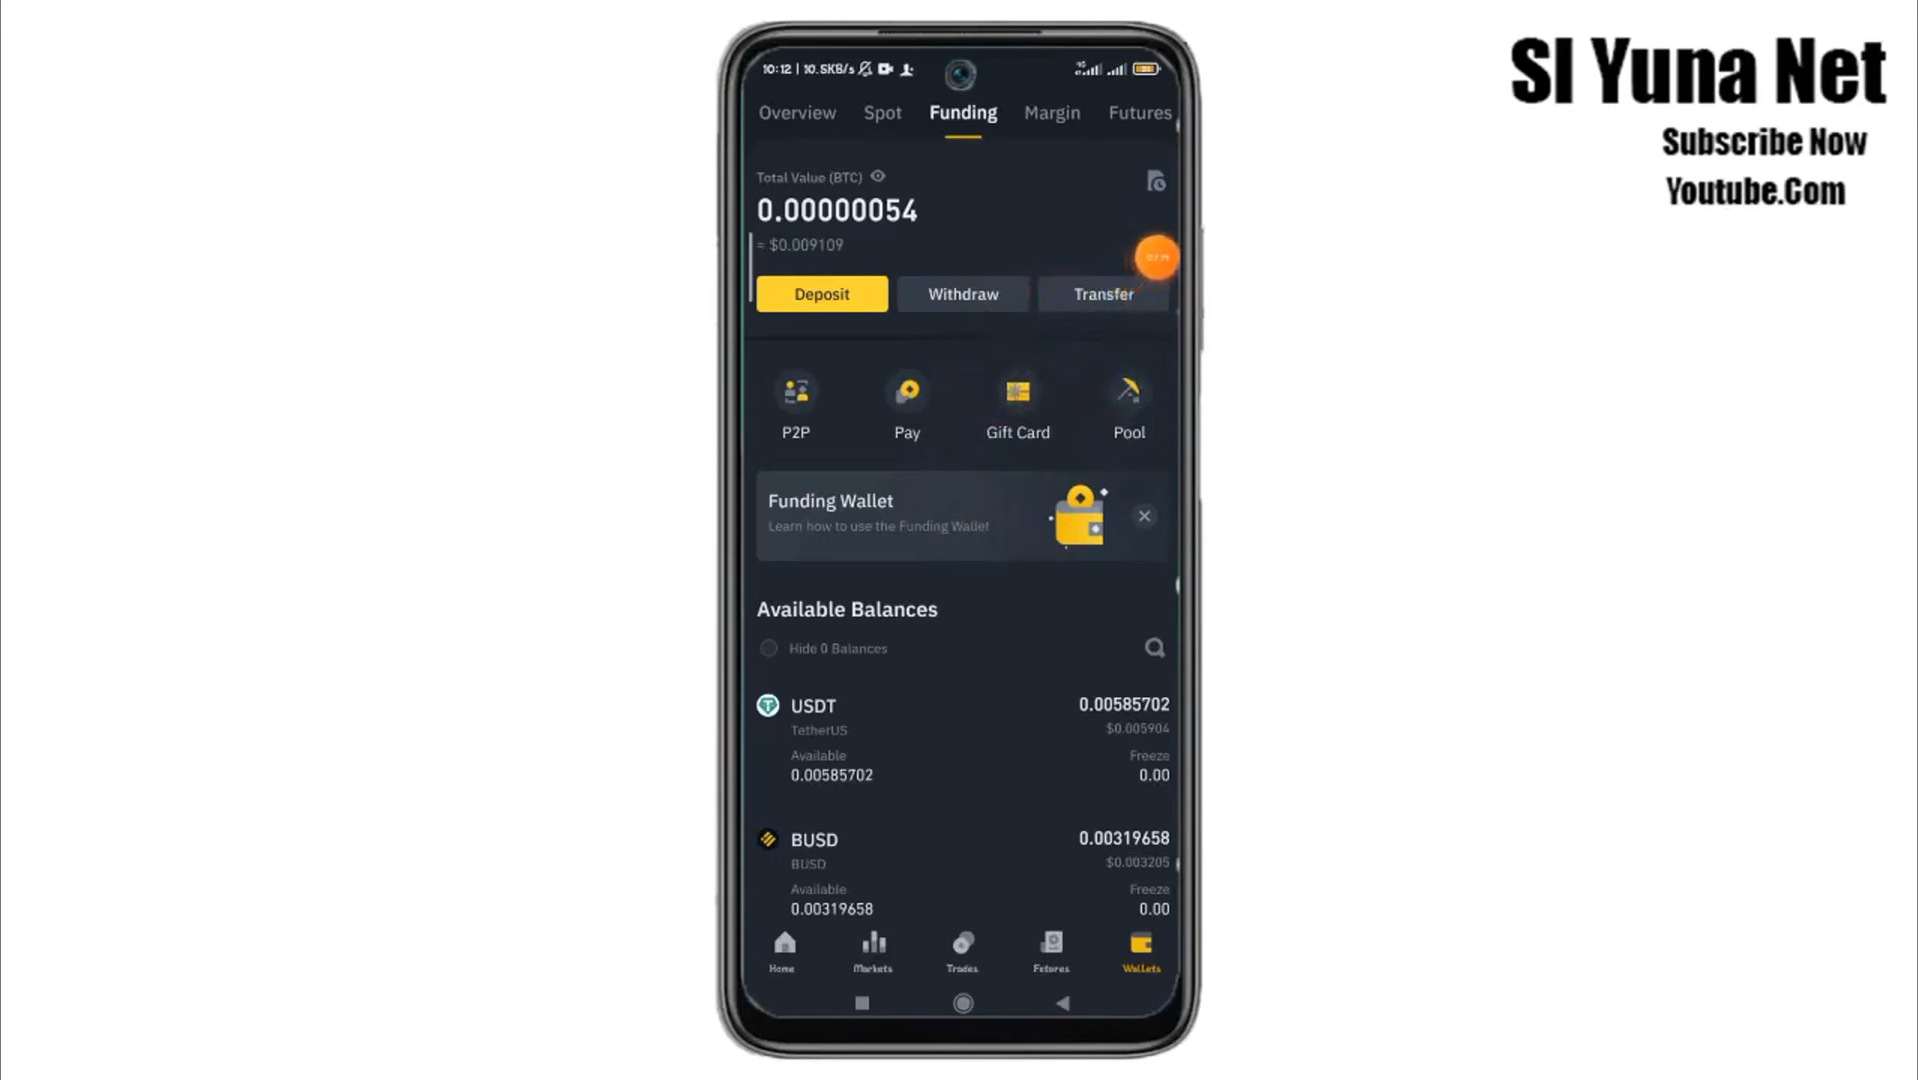 SI Yuna Net
Subscribe Now
Youtube.Com
10:12 | 10.5KB/s
Overview Spot Funding Margin Futures
Total Value (BTC)
0.00000054
≈ $0.009109
Deposit Withdraw Transfer
P2P Pay Gift Card Pool
Funding Wallet
Learn how to use the Funding Wallet
Available Balances
Hide 0 Balances
USDT 0.00585702
TetherUS $0.005904
Available Freeze
0.00585702 0.00
BUSD 0.00319658
BUSD $0.003205
Available Freeze
0.00319658 0.00
Home Markets Trades Futures Wallets